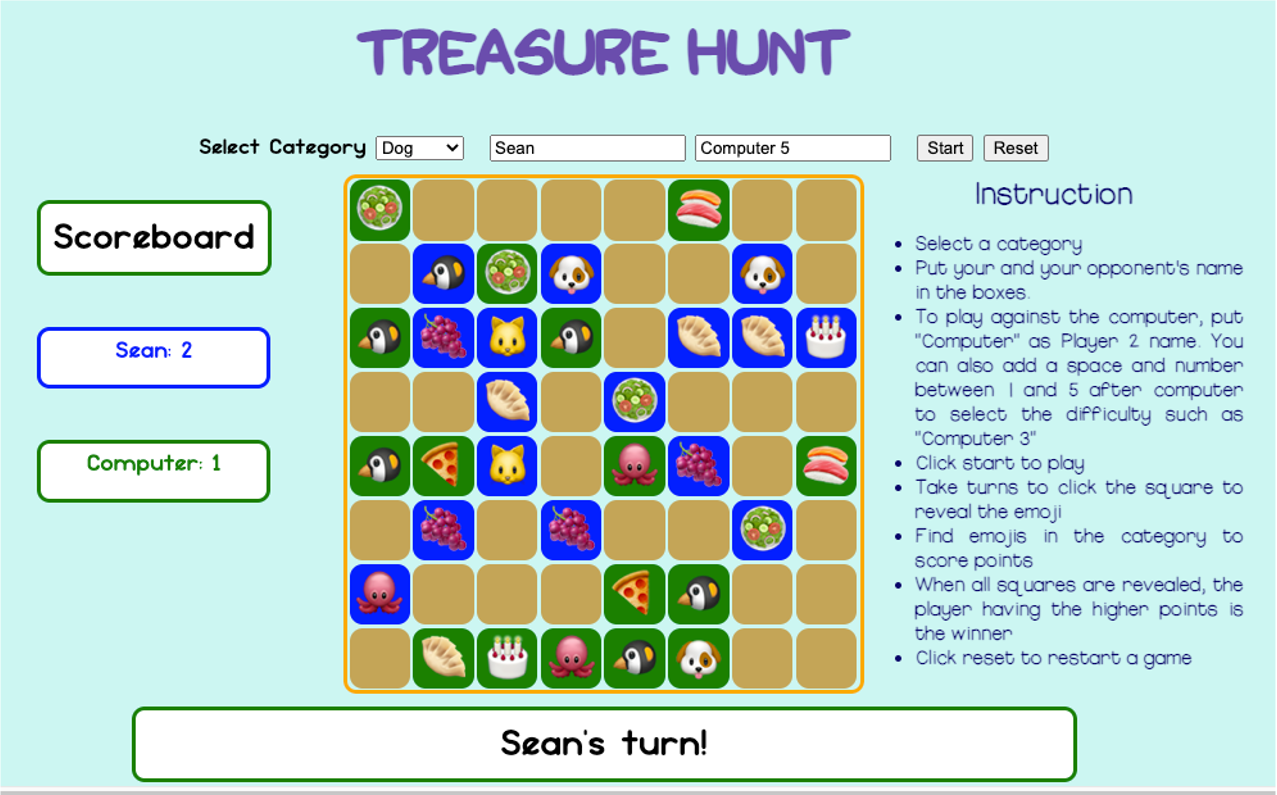 TREASURE HUNT
Select Category Dog Sean Computer 5 Start Reset
Scoreboard
Sean: 2
Computer: 1
Instruction
• Select a category
• Put your and your opponent's name
in the boxes.
• To play against the computer, put
"Computer" as Player 2 name. You
can also add a space and number
between 1 and 5 after computer
to select the difficulty such as
"Computer 3"
• Click start to play
• Take turns to click the square to
reveal the emoji
• Find emojis in the category to
score points
• When all squares are revealed, the
player having the higher points is
the winner
• Click reset to restart a game
Sean's turn!